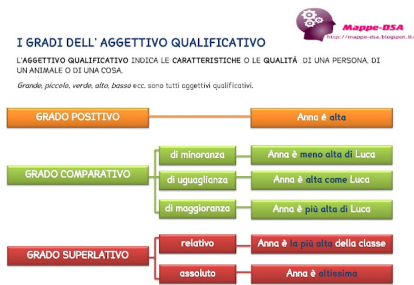 Mappe-DSA
http://mappe-dsa.blogspot.it
I GRADI DELL' AGGETTIVO QUALIFICATIVO
L'AGGETTIVO QUALIFICATIVO INDICA LE CARATTERISTICHE O LE QUALITÁ DI UNA PERSONA, DI
UN ANIMALE O DI UNA COSA.
Grande, piccolo, verde, alto, basso ecc. sono tutti aggettivi qualificativi.
GRADO POSITIVO
Anna è alta
GRADO COMPARATIVO
di minoranza
Anna è meno alta di Luca
di uguaglianza
Anna è alta come Luca
di maggioranza
Anna è più alta di Luca
GRADO SUPERLATIVO
relativo
Anna è la più alta della classe
assoluto
Anna è altissima